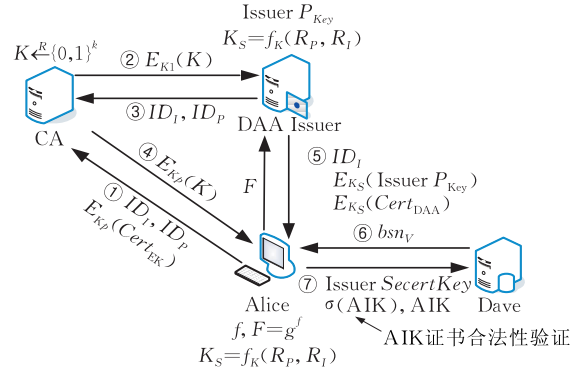 Issuer P_Key
K_S=f_K(R_P, R_I)
K←^R{0,1}^k
② E_K1(K)
③ ID_I, ID_P
CA
DAA Issuer
④ E_KP(K)
① ID_I, ID_P
E_KP(Cert_EK)
F
⑤ ID_I
E_KS(Issuer P_Key)
E_KS(Cert_DAA)
⑥ bsn_V
⑦ Issuer SecertKey
σ(AIK), AIK
Alice
Dave
f, F=g^f
K_S=f_K(R_P, R_I)
AIK证书合法性验证